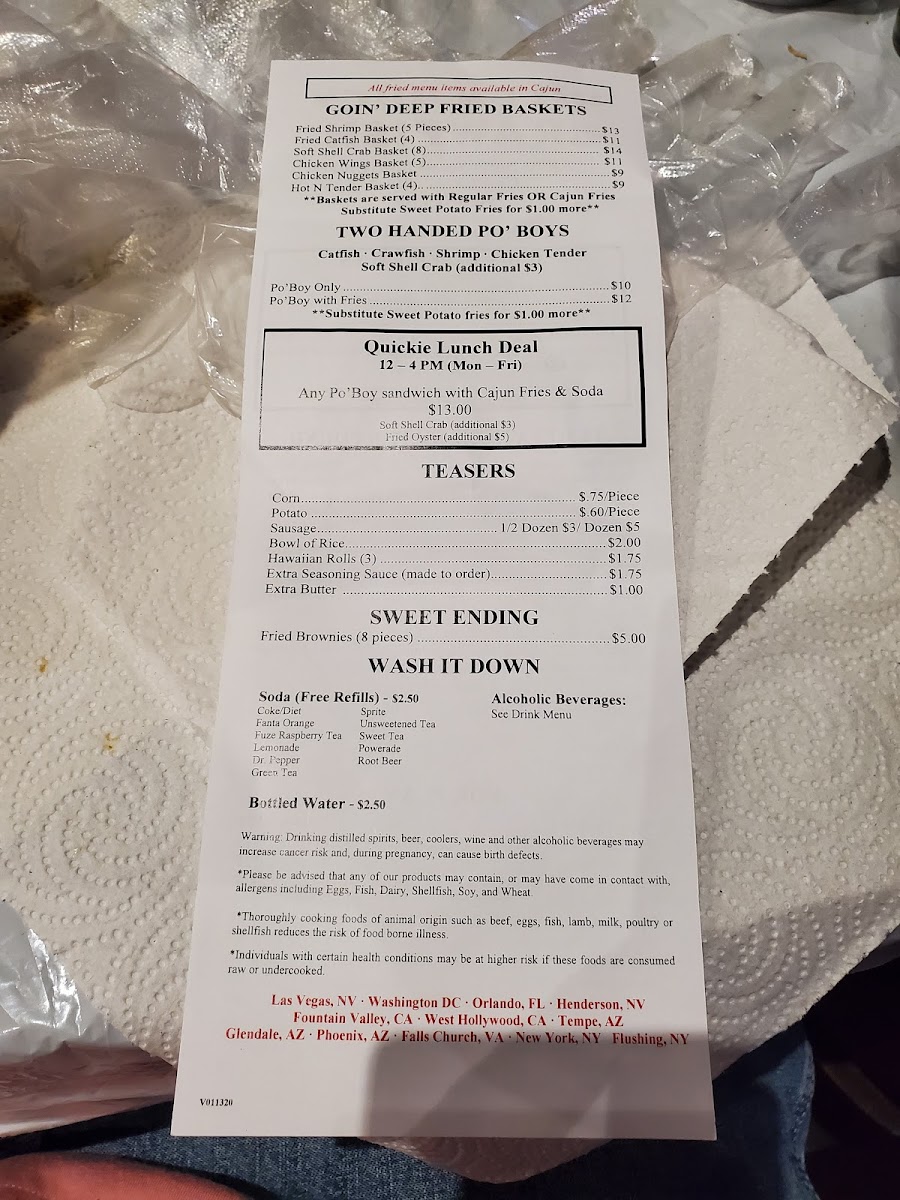 All fried menu items available in Cajun
GOIN' DEEP FRIED BASKETS
Fried Shrimp Basket (5 Pieces) ........ $13
Fried Catfish Basket (4) ........ $11
Soft Shell Crab Basket (8) ........ $14
Chicken Wings Basket (5) ........ $11
Chicken Nuggets Basket ........ $9
Hot N Tender Basket (4) ........ $9
**Baskets are served with Regular Fries OR Cajun Fries
Substitute Sweet Potato Fries for $1.00 more**
TWO HANDED PO' BOYS
Catfish · Crawfish · Shrimp · Chicken Tender
Soft Shell Crab (additional $3)
Po'Boy Only ........ $10
Po'Boy with Fries ........ $12
**Substitute Sweet Potato fries for $1.00 more**
Quickie Lunch Deal
12 – 4 PM (Mon – Fri)
Any Po'Boy sandwich with Cajun Fries & Soda
$13.00
Soft Shell Crab (additional $3)
Fried Oyster (additional $5)
TEASERS
Corn ........ $.75/Piece
Potato ........ $.60/Piece
Sausage ........ 1/2 Dozen $3/ Dozen $5
Bowl of Rice ........ $2.00
Hawaiian Rolls (3) ........ $1.75
Extra Seasoning Sauce (made to order) ........ $1.75
Extra Butter ........ $1.00
SWEET ENDING
Fried Brownies (8 pieces) ........ $5.00
WASH IT DOWN
Soda (Free Refills) - $2.50
Coke/Diet
Fanta Orange
Fuze Raspberry Tea
Lemonade
Dr. Pepper
Green Tea
Sprite
Unsweetened Tea
Sweet Tea
Powerade
Root Beer
Alcoholic Beverages:
See Drink Menu
Bottled Water - $2.50
Warning: Drinking distilled spirits, beer, coolers, wine and other alcoholic beverages may
increase cancer risk and, during pregnancy, can cause birth defects.
*Please be advised that any of our products may contain, or may have come in contact with,
allergens including Eggs, Fish, Dairy, Shellfish, Soy, and Wheat.
*Thoroughly cooking foods of animal origin such as beef, eggs, fish, lamb, milk, poultry or
shellfish reduces the risk of food borne illness.
*Individuals with certain health conditions may be at higher risk if these foods are consumed
raw or undercooked.
Las Vegas, NV · Washington DC · Orlando, FL · Henderson, NV
Fountain Valley, CA · West Hollywood, CA · Tempe, AZ
Glendale, AZ · Phoenix, AZ · Falls Church, VA · New York, NY Flushing, NY
V011320